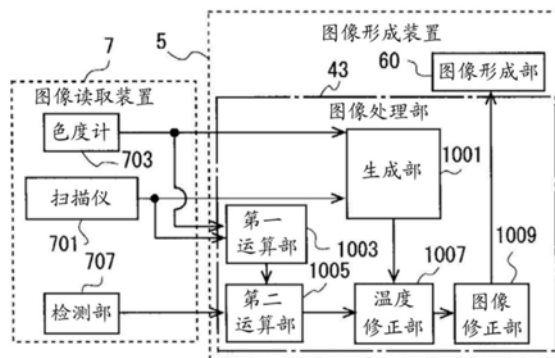 图像形成装置
5
7
60
图像形成部
43
图像读取装置
图像处理部
色度计
703
生成部
1001
扫描仪
701
第一
运算部
1003
707
1005
1007
1009
检测部
第二
运算部
温度
修正部
图像
修正部